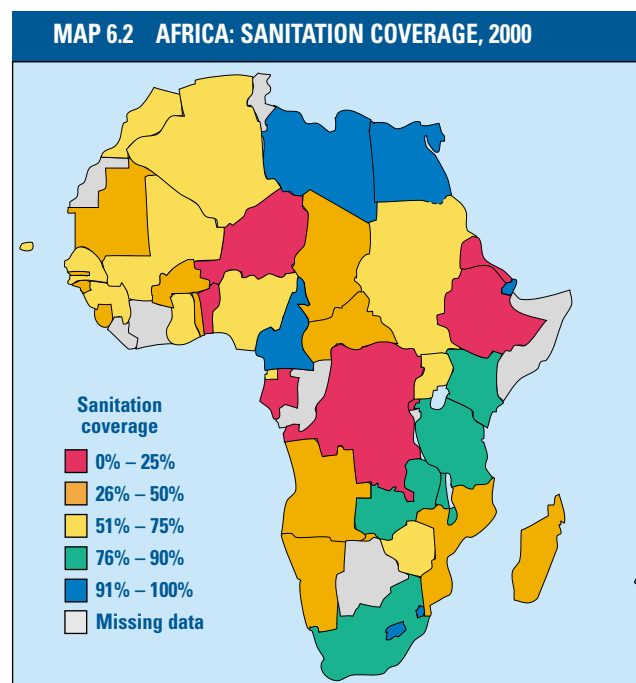 MAP 6.2 AFRICA: SANITATION COVERAGE, 2000
Sanitation
coverage
0% – 25%
26% – 50%
51% – 75%
76% – 90%
91% – 100%
Missing data